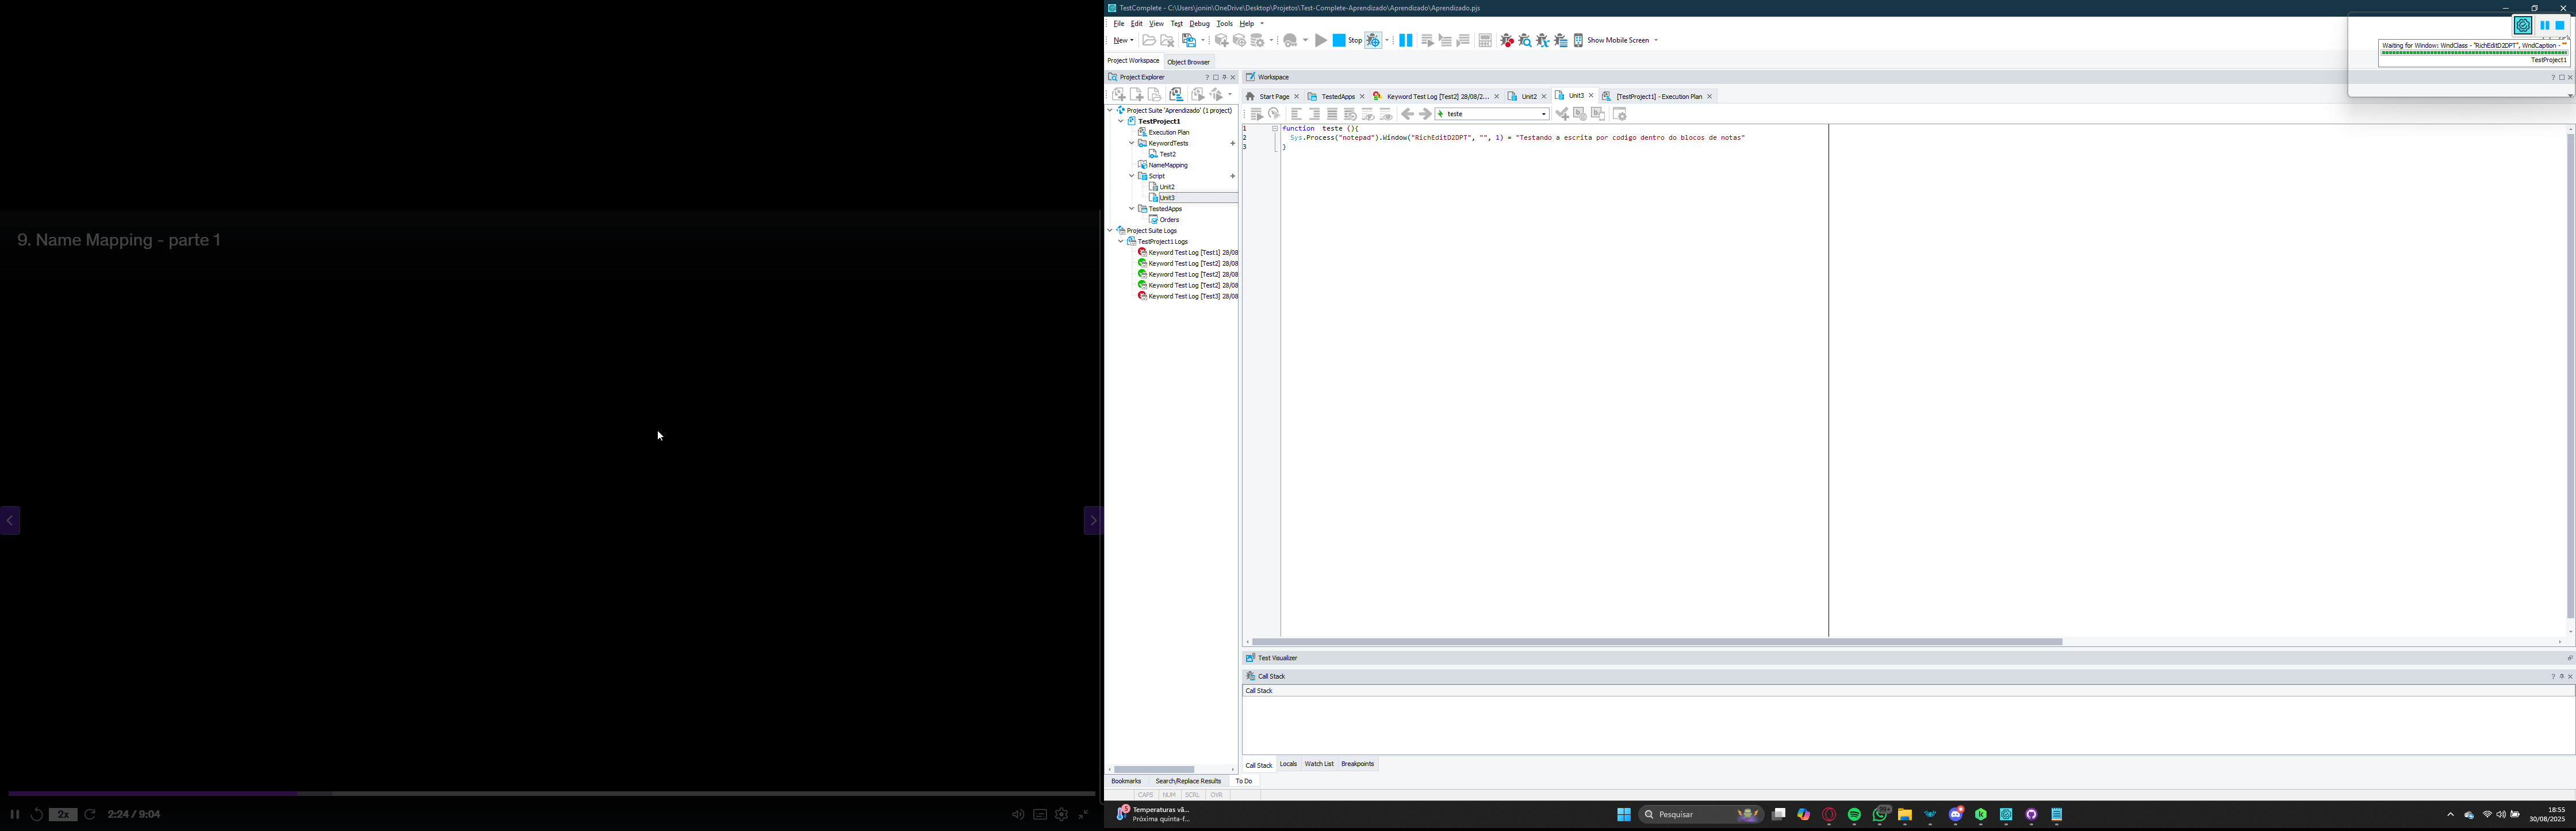 9. Name Mapping - parte 1
2x
2:24 / 9:04
TestComplete - C:\Users\jonin\OneDrive\Desktop\Projetos\Test-Complete-Aprendizado\Aprendizado\Aprendizado.pjs
File Edit View Test Debug Tools Help
New Stop Show Mobile Screen
Waiting for Window: WndClass - "RichEditD2DPT", WndCaption - ""
TestProject1
Project Workspace Object Browser
Project Explorer
Project Suite 'Aprendizado' (1 project)
TestProject1
Execution Plan
KeywordTests
Test2
NameMapping
Script
Unit2
Unit3
TestedApps
Orders
Project Suite Logs
TestProject1 Logs
Keyword Test Log [Test1] 28/08
Keyword Test Log [Test2] 28/08
Keyword Test Log [Test2] 28/08
Keyword Test Log [Test2] 28/08
Keyword Test Log [Test3] 28/08
Workspace
Start Page TestedApps Keyword Test Log [Test2] 28/08/2... Unit2 Unit3 [TestProject1] - Execution Plan
teste
1 function teste (){
2 Sys.Process("notepad").Window("RichEditD2DPT", "", 1) = "Testando a escrita por codigo dentro do blocos de notas"
3 }
Test Visualizer
Call Stack
Call Stack
Call Stack Locals Watch List Breakpoints
Bookmarks Search/Replace Results To Do
CAPS NUM SCRL OVR
5
Temperaturas vã...
Próxima quinta-f...
Pesquisar
99+
18:55
30/08/2025